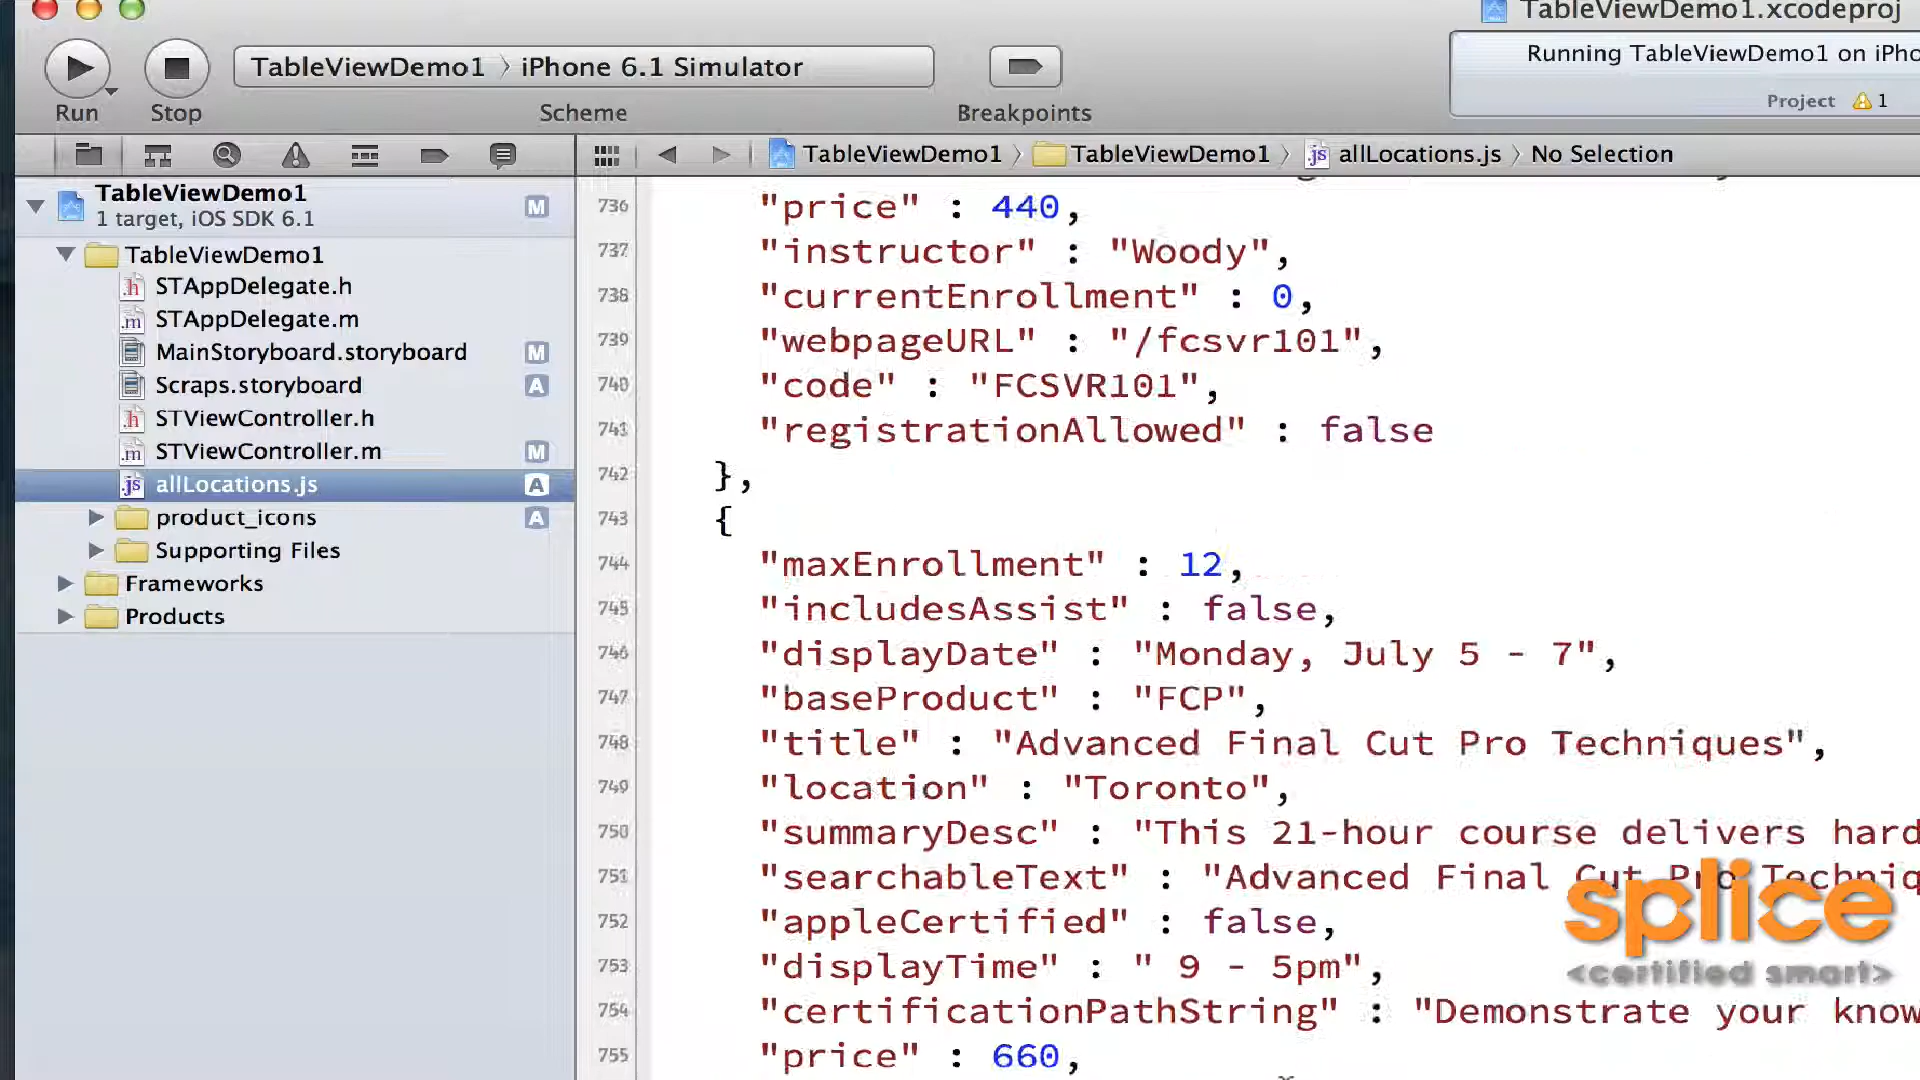 TableViewDemo1.xcodeproj
TableViewDemo1 › iPhone 6.1 Simulator
Running TableViewDemo1 on iPho
Project 1
Run
Stop
Scheme
Breakpoints
TableViewDemo1 › TableViewDemo1 › allLocations.js › No Selection
TableViewDemo1 M
1 target, iOS SDK 6.1
TableViewDemo1
STAppDelegate.h
STAppDelegate.m
MainStoryboard.storyboard M
Scraps.storyboard A
STViewController.h
STViewController.m M
allLocations.js A
product_icons A
Supporting Files
Frameworks
Products
736 "price" : 440,
737 "instructor" : "Woody",
738 "currentEnrollment" : 0,
739 "webpageURL" : "/fcsvr101",
740 "code" : "FCSVR101",
741 "registrationAllowed" : false
742 },
743 {
744 "maxEnrollment" : 12,
745 "includesAssist" : false,
746 "displayDate" : "Monday, July 5 - 7",
747 "baseProduct" : "FCP",
748 "title" : "Advanced Final Cut Pro Techniques",
749 "location" : "Toronto",
750 "summaryDesc" : "This 21-hour course delivers hard
751 "searchableText" : "Advanced Final Cut Pro Techniq
752 "appleCertified" : false,
753 "displayTime" : " 9 - 5pm",
754 "certificationPathString" : "Demonstrate your know
755 "price" : 660,
splice
<certified smart>